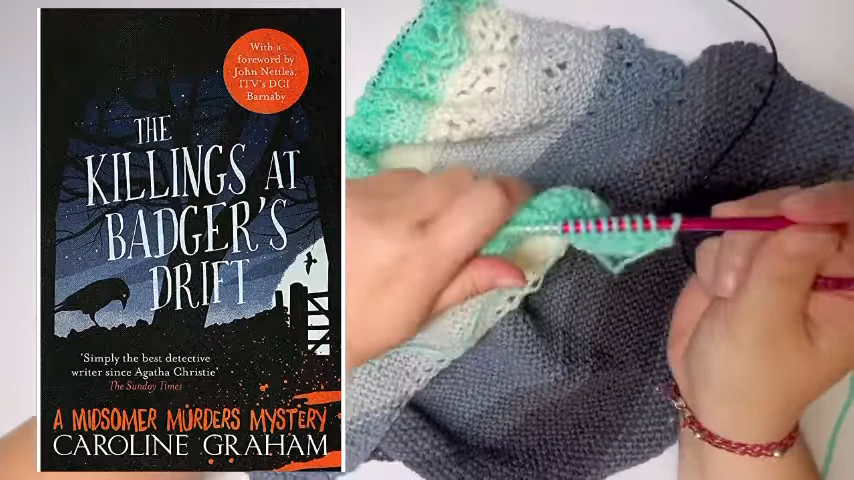 With a
foreword by
John Nettles,
ITV's DCI
Barnaby
THE
KILLINGS AT
BADGER'S
DRIFT
"Simply the best detective
writer since Agatha Christie'
The Sunday Times
A MIDSOMER MURDERS MYSTERY
CAROLINE GRAHAM